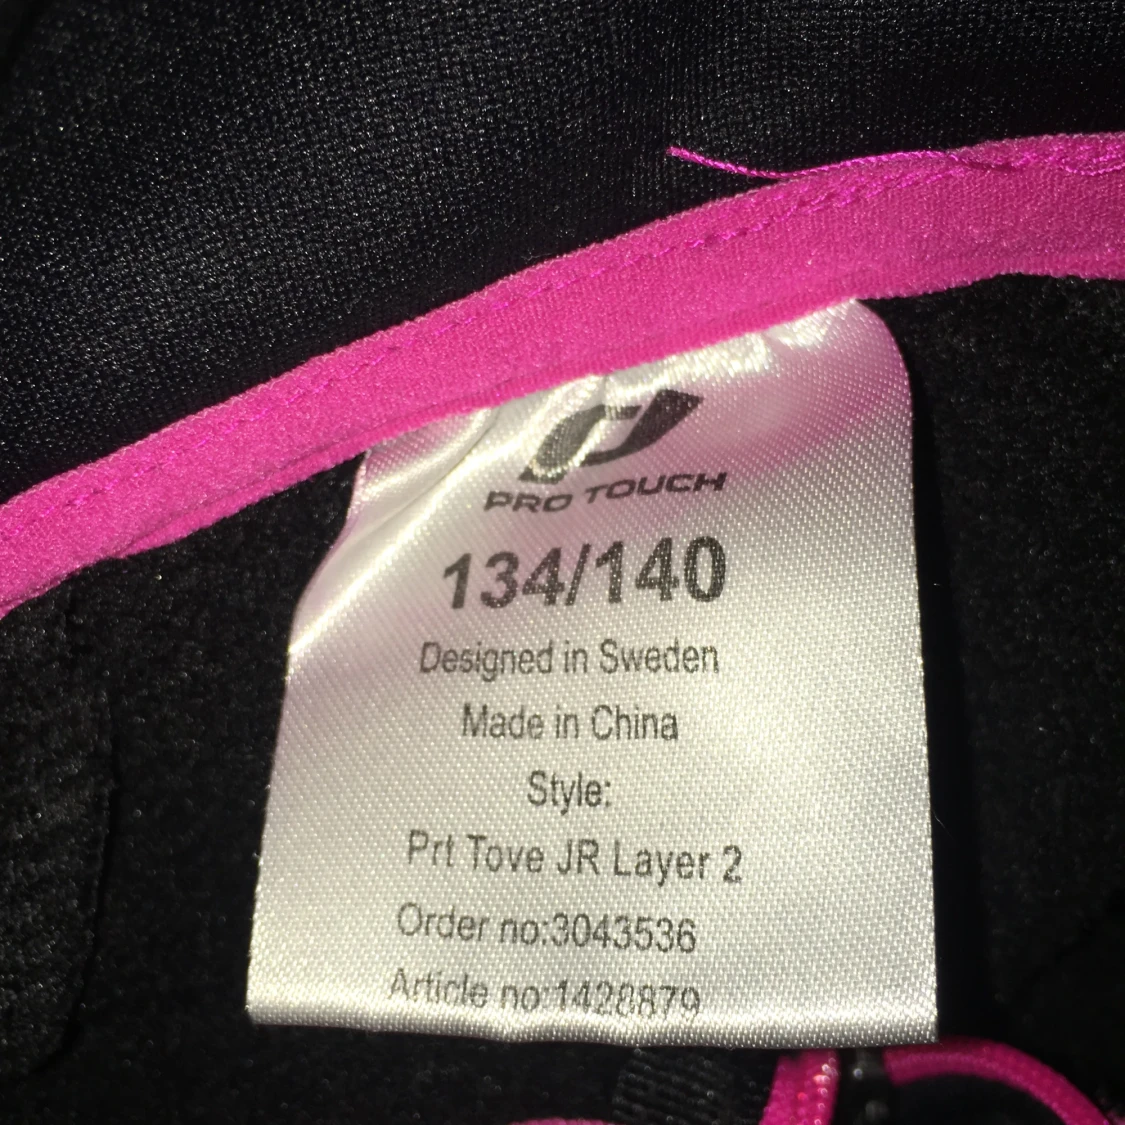 PRO TOUCH
134/140
Designed in Sweden
Made in China
Style:
Prt Tove JR Layer 2
Order no:3043536
Article no:1428879